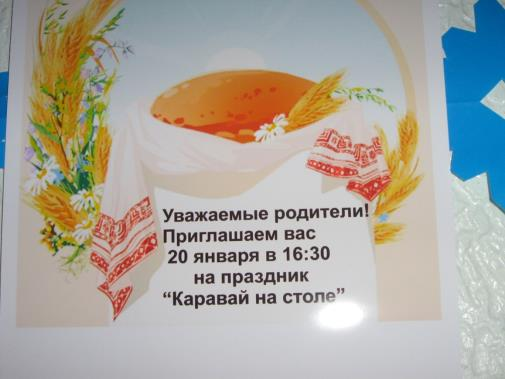 Уважаемые родители!
Приглашаем вас
20 января в 16:30
на праздник
“Каравай на столе”